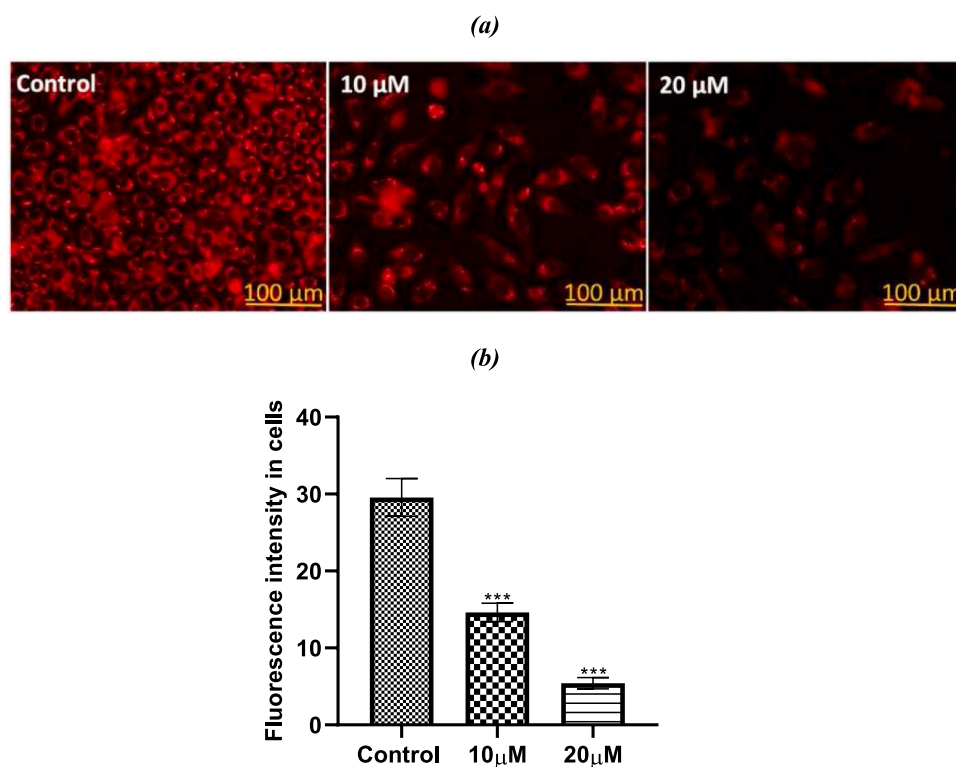 (a)
Control
10 μM
20 μM
100 μm
100 μm
100 μm
(b)
Fluorescence intensity in cells
40
30
20
10
0
***
***
Control
10μM
20μM